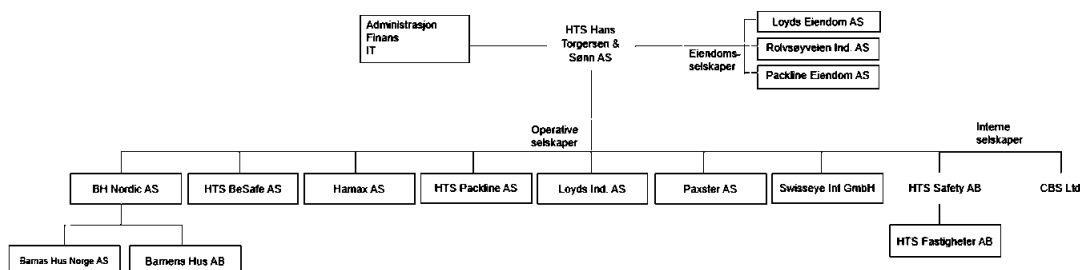 Administrasjon
Finans
IT
HTS Hans
Torgersen &
Sønn AS
Eiendoms-
selskaper
Loyds Eiendom AS
Rolvsøyveien Ind. AS
Packline Eiendom AS
Operative
selskaper
Interne
selskaper
BH Nordic AS
HTS BeSafe AS
Hamax AS
HTS Packline AS
Loyds Ind. AS
Paxster AS
Swisseye Int GmbH
HTS Safety AB
CBS Ltd
Barnas Hus Norge AS
Barnens Hus AB
HTS Fastigheter AB